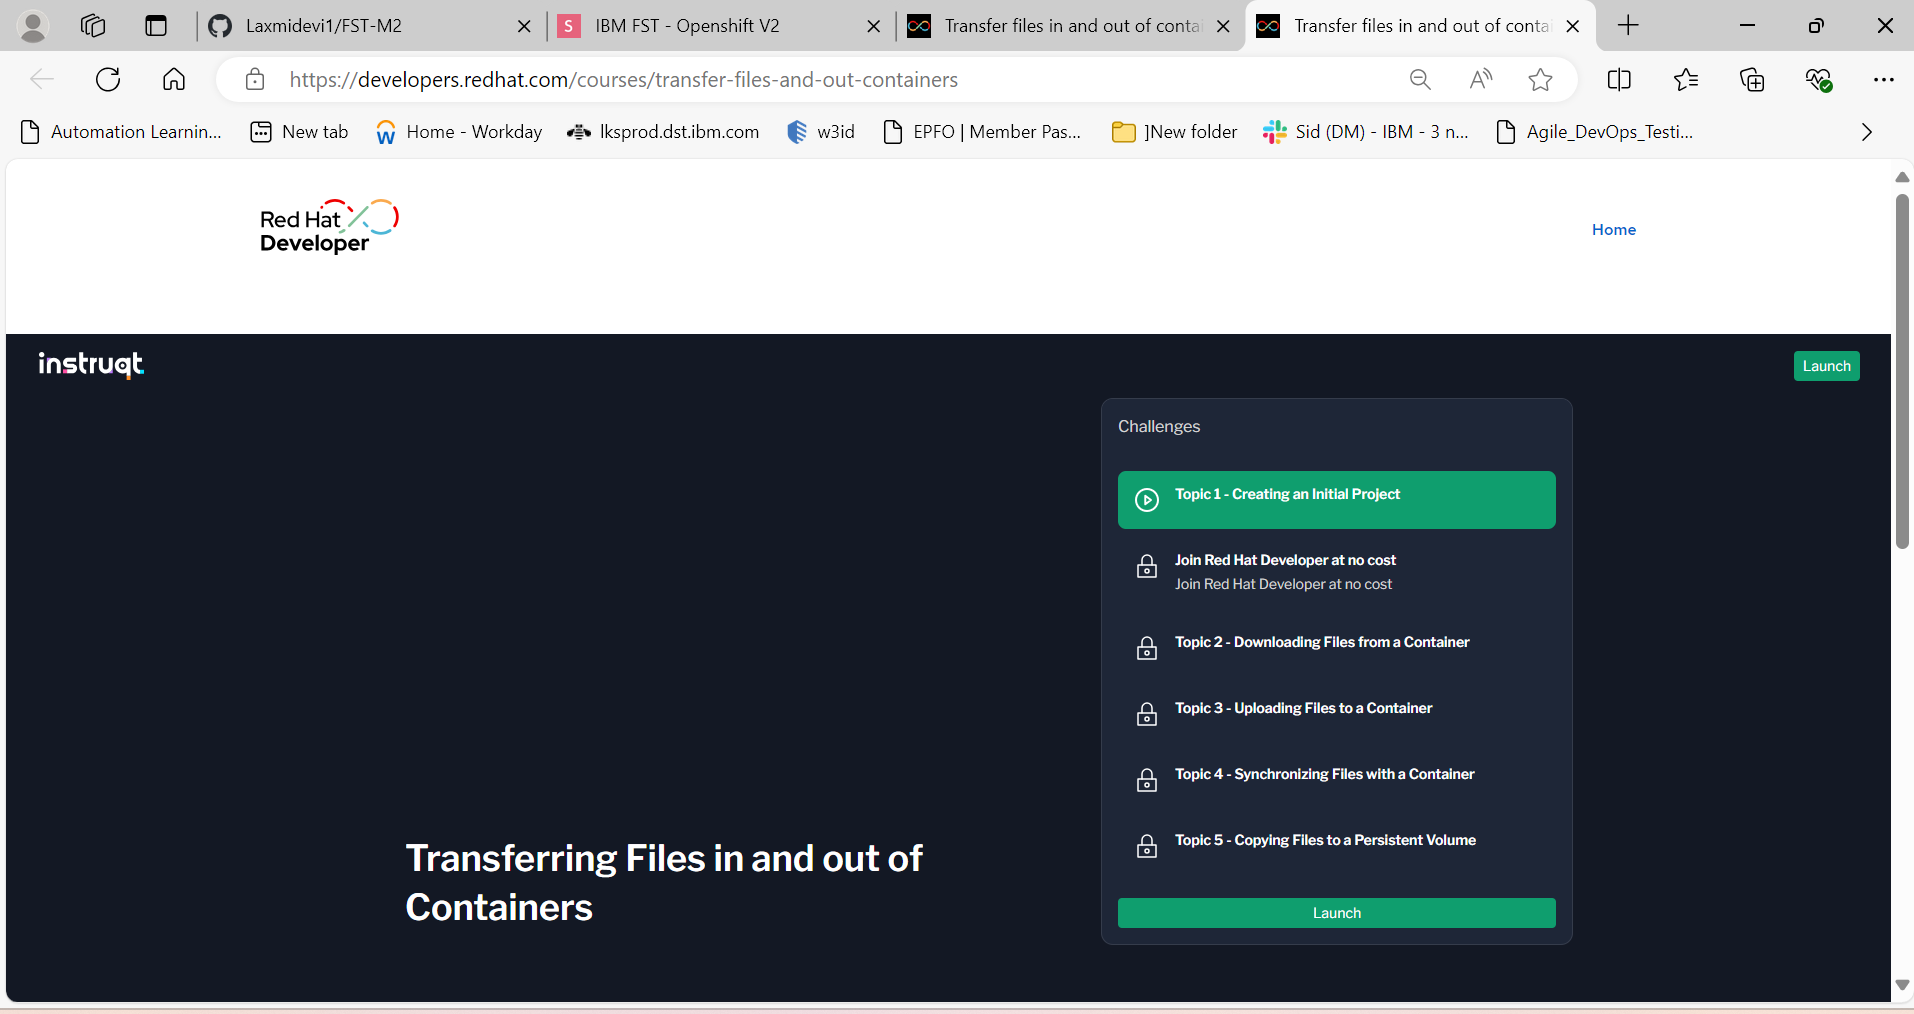 Laxmidevi1/FST-M2
S IBM FST - Openshift V2
Transfer files in and out of contai
Transfer files in and out of contai
https://developers.redhat.com/courses/transfer-files-and-out-containers
Automation Learnin...
New tab
Home - Workday
lksprod.dst.ibm.com
w3id
EPFO | Member Pas...
]New folder
Sid (DM) - IBM - 3 n...
Agile_DevOps_Testi...
Red Hat
Developer
Home
instruqt
Launch
Challenges
Topic 1 - Creating an Initial Project
Join Red Hat Developer at no cost
Join Red Hat Developer at no cost
Topic 2 - Downloading Files from a Container
Topic 3 - Uploading Files to a Container
Topic 4 - Synchronizing Files with a Container
Topic 5 - Copying Files to a Persistent Volume
Launch
Transferring Files in and out of
Containers